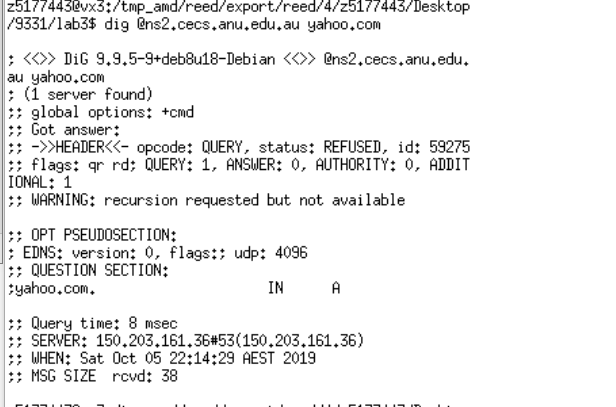 z5177443@vx3:/tmp_amd/reed/export/reed/4/z5177443/Desktop
/9331/lab3$ dig @ns2.cecs.anu.edu.au yahoo.com
; <<>> DiG 9.9.5-9+deb8u18-Debian <<>> @ns2.cecs.anu.edu.
au yahoo.com
; (1 server found)
;; global options: +cmd
;; Got answer:
;; ->>HEADER<<- opcode: QUERY, status: REFUSED, id: 59275
;; flags: qr rd; QUERY: 1, ANSWER: 0, AUTHORITY: 0, ADDIT
IONAL: 1
;; WARNING: recursion requested but not available
;; OPT PSEUDOSECTION:
; EDNS: version: 0, flags:; udp: 4096
;; QUESTION SECTION:
;yahoo.com. IN A
;; Query time: 8 msec
;; SERVER: 150.203.161.36#53(150.203.161.36)
;; WHEN: Sat Oct 05 22:14:29 AEST 2019
;; MSG SIZE rcvd: 38